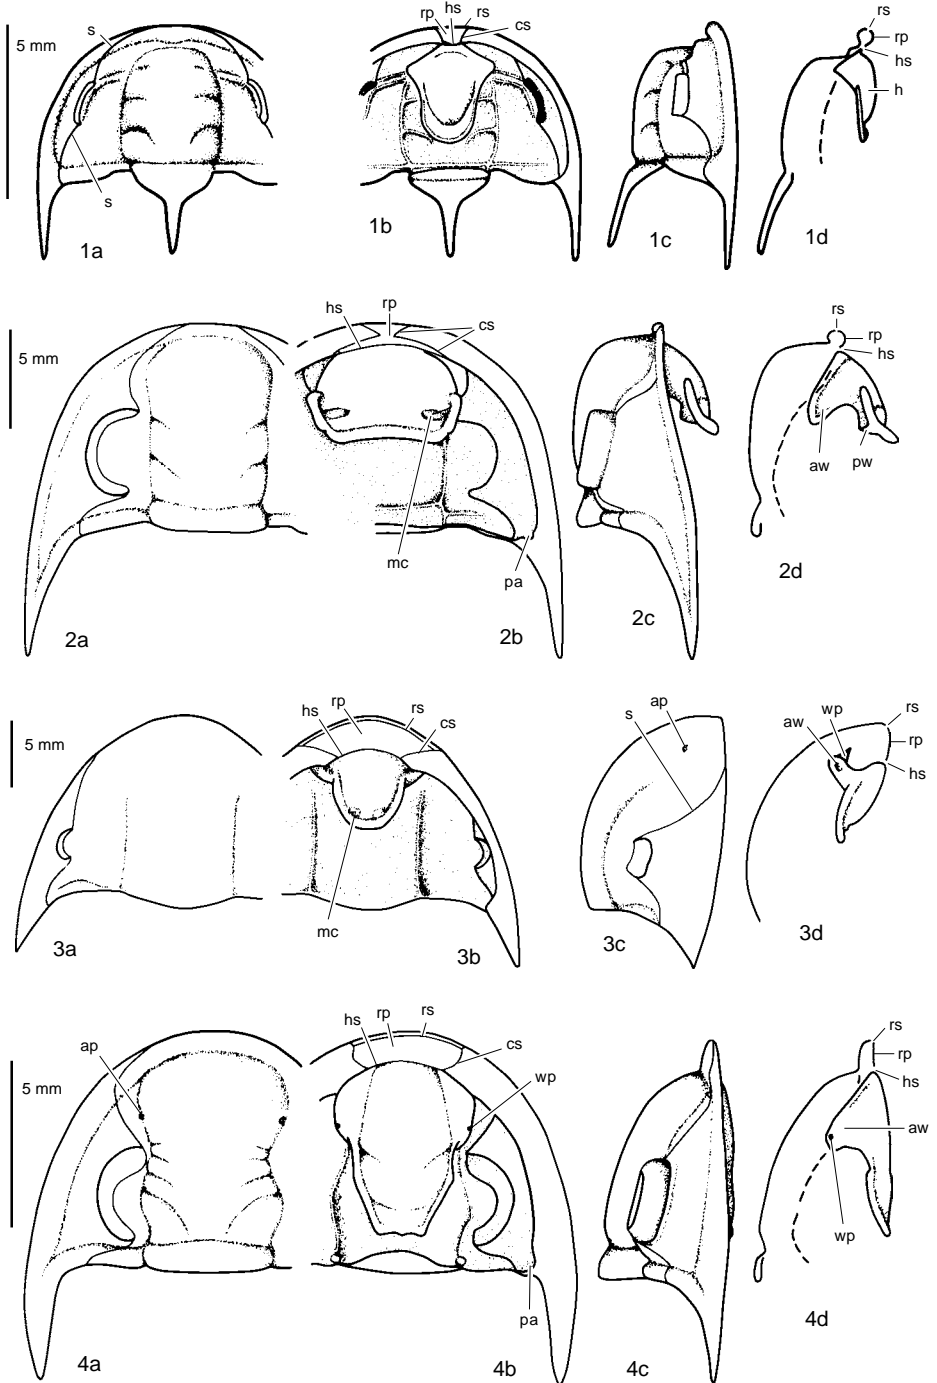 s
rp hs rs
cs
rs
rp
hs
h
5 mm
s
1a
1b
1c
1d
hs rp
cs
rs
rp
hs
5 mm
aw pw
mc
pa
2a
2b
2c
2d
hs rp rs cs
s ap
aw wp rs
rp
hs
5 mm
mc
3a
3b
3c
3d
ap
hs rp rs
cs
wp
rs
rp
hs
aw
5 mm
wp
pa
4a
4b
4c
4d